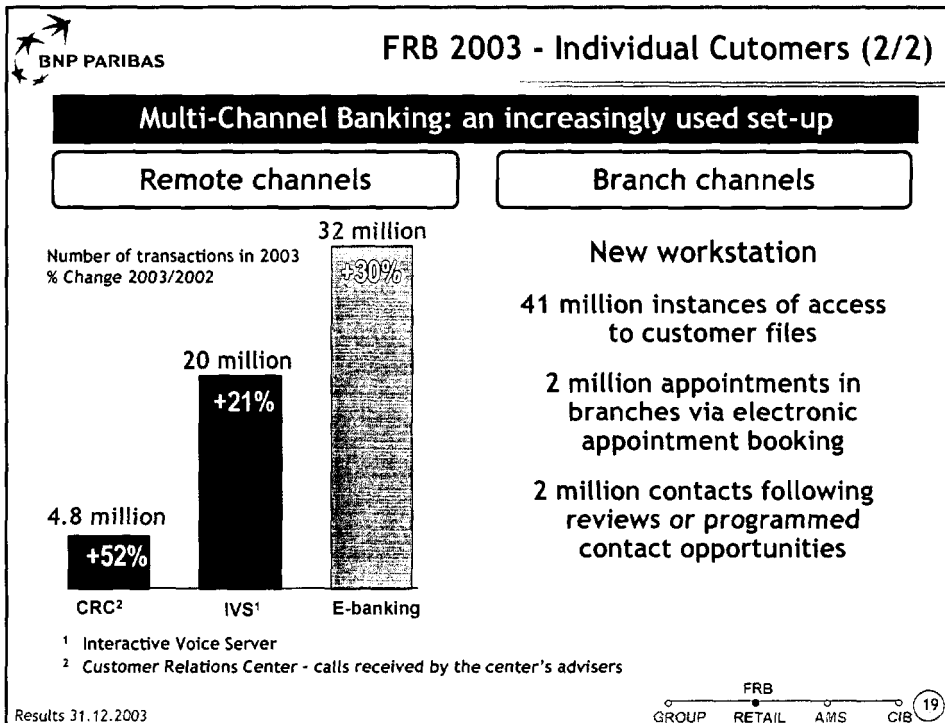 BNP PARIBAS
FRB 2003 - Individual Cutomers (2/2)
Multi-Channel Banking: an increasingly used set-up
Remote channels
Number of transactions in 2003
% Change 2003/2002
32 million
+30%
20 million
+21%
4.8 million
+52%
CRC²
IVS¹
E-banking
¹ Interactive Voice Server
² Customer Relations Center - calls received by the center's advisers
Branch channels
New workstation
41 million instances of access
to customer files
2 million appointments in
branches via electronic
appointment booking
2 million contacts following
reviews or programmed
contact opportunities
Results 31.12.2003
FRB
GROUP RETAIL AMS CIB
19